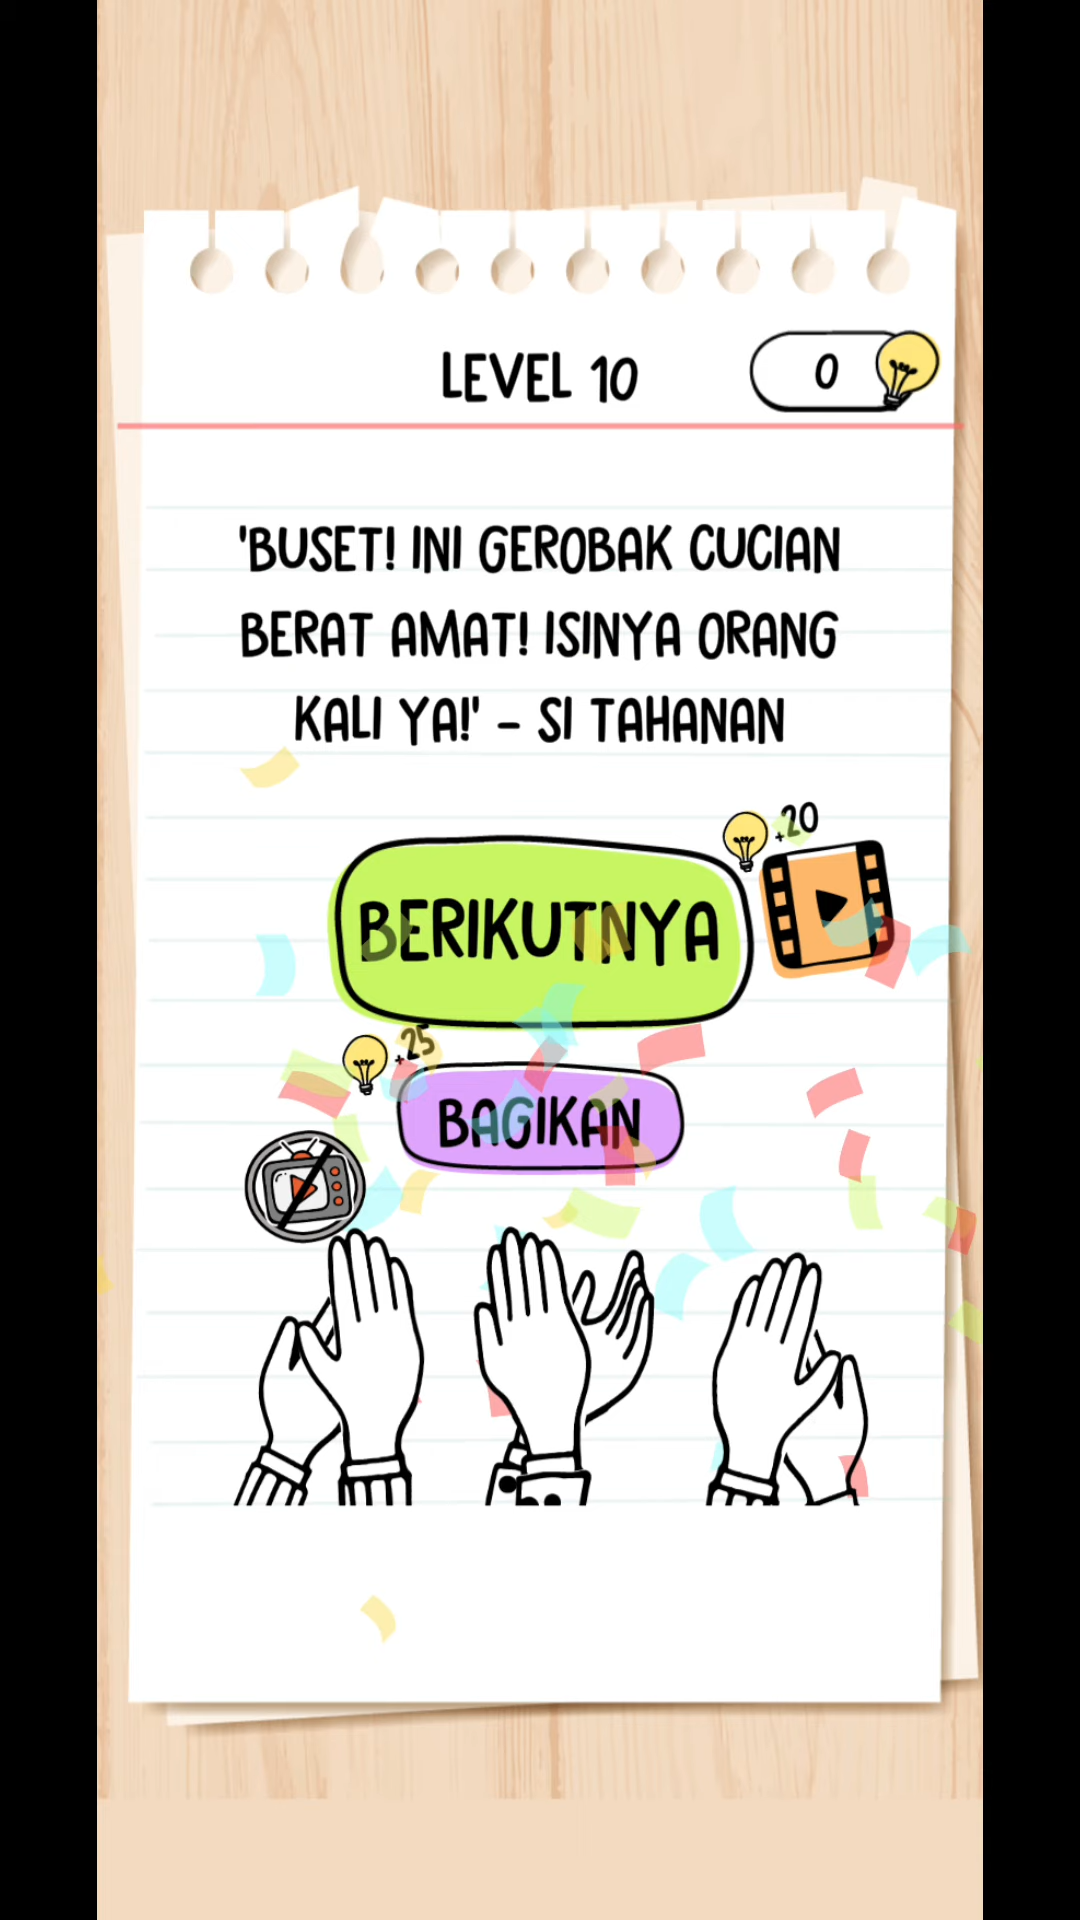 LEVEL 10
0
'BUSET! INI GEROBAK CUCIAN
BERAT AMAT! ISINYA ORANG
KALI YA!' - SI TAHANAN
+20
BERIKUTNYA
+25
BAGIKAN